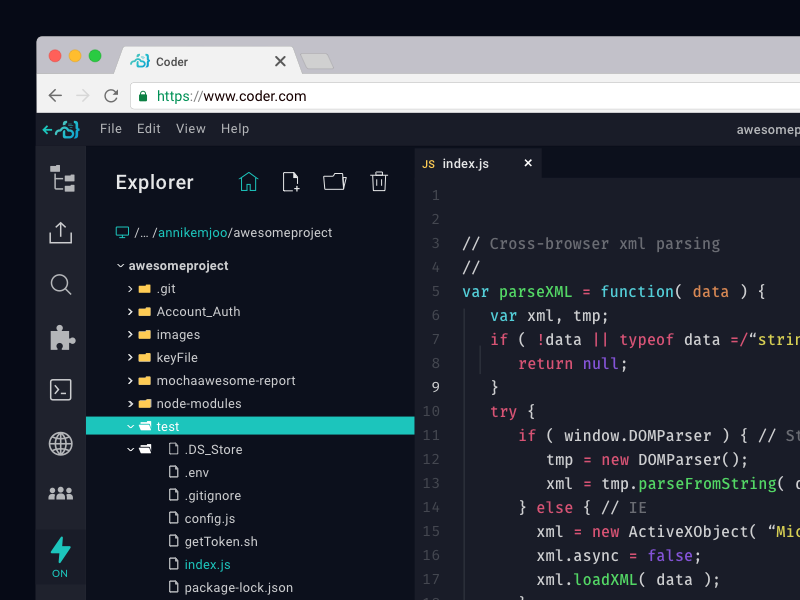 Coder
https://www.coder.com
File Edit View Help
awesomep
Explorer
/… /annikemjoo/awesomeproject
awesomeproject
.git
Account_Auth
images
keyFile
mochaawesome-report
node-modules
test
.DS_Store
.env
.gitignore
config.js
getToken.sh
index.js
package-lock.json
ON
JS index.js
1
2
3 // Cross-browser xml parsing
4 //
5 var parseXML = function( data ) {
6 var xml, tmp;
7 if ( !data || typeof data =/“strin
8 return null;
9 }
10 try {
11 if ( window.DOMParser ) { // St
12 tmp = new DOMParser();
13 xml = tmp.parseFromString( d
14 } else { // IE
15 xml = new ActiveXObject( “Mic
16 xml.async = false;
17 xml.loadXML( data );